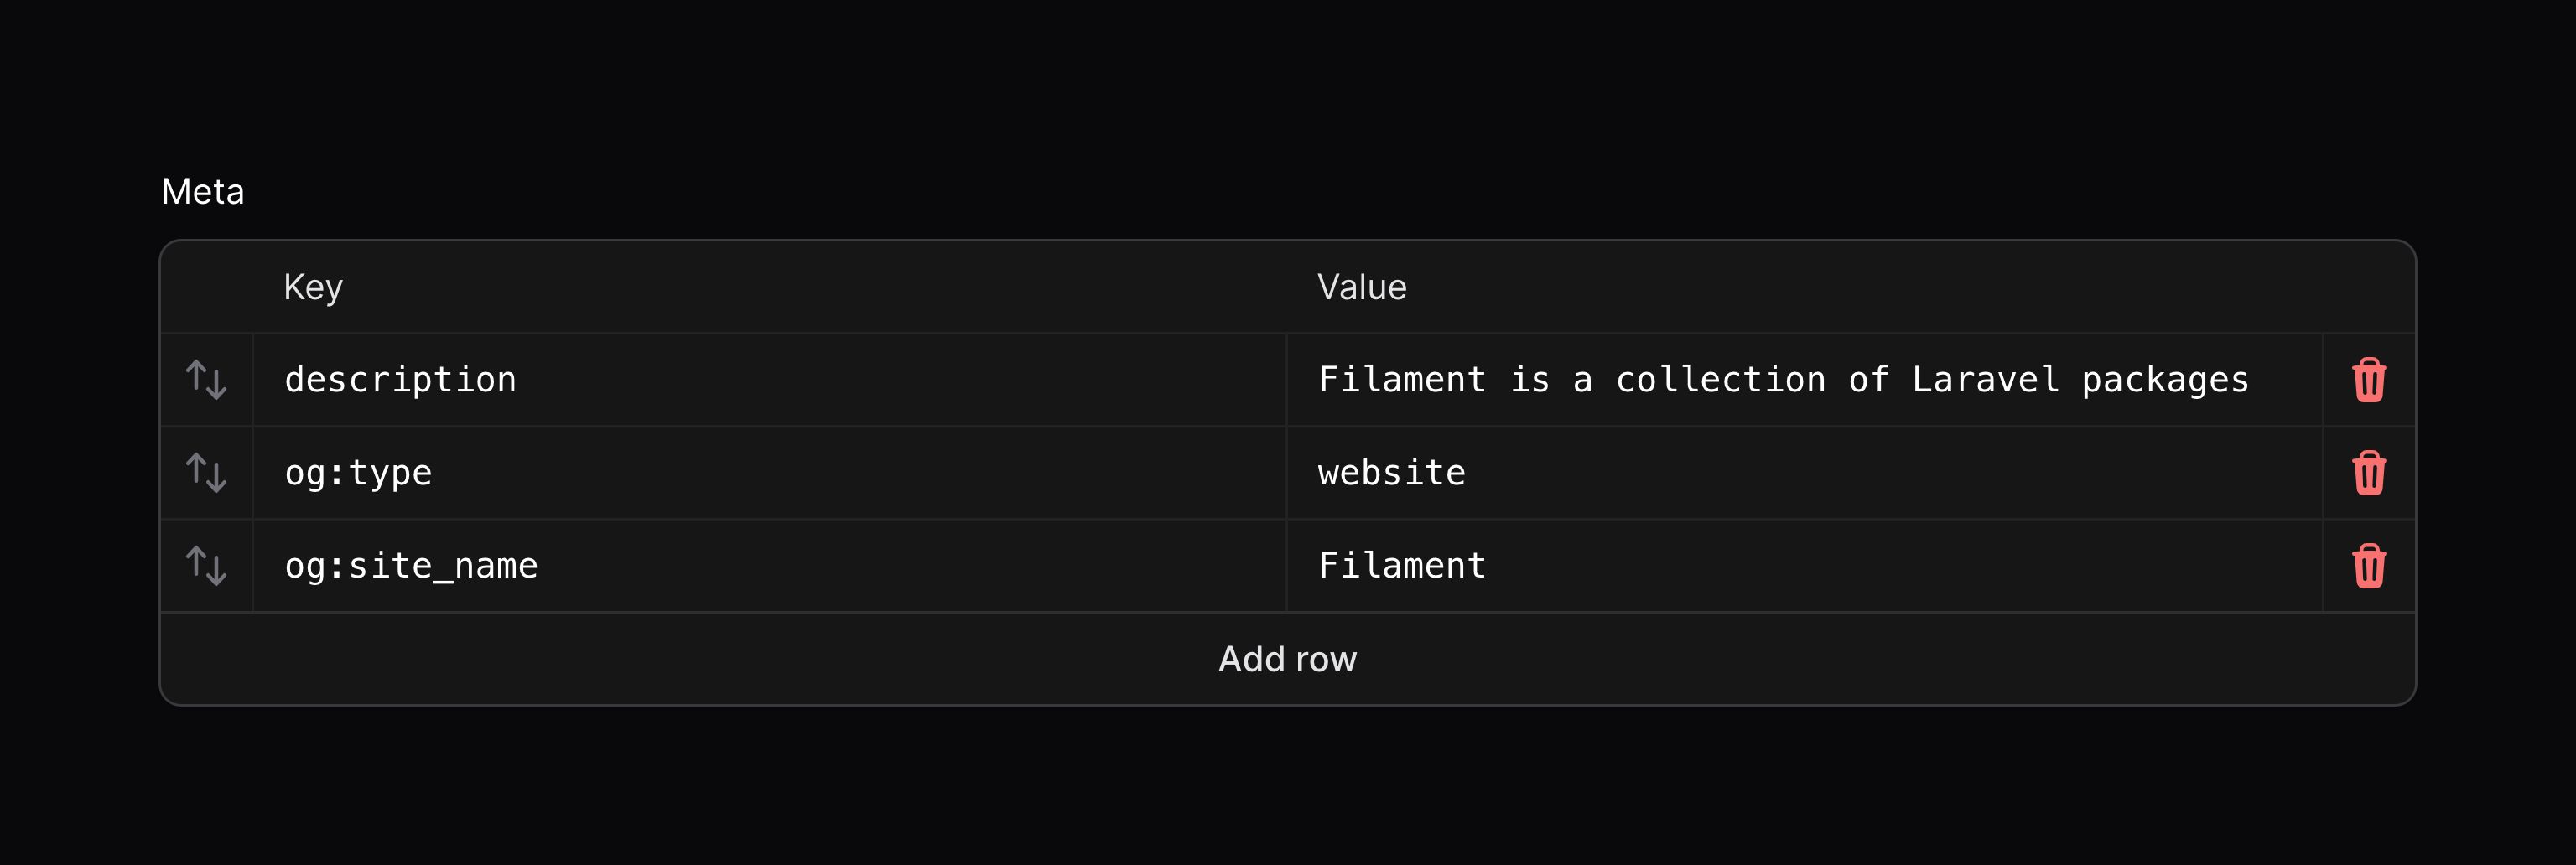 Meta
Key Value
description Filament is a collection of Laravel packages
og:type website
og:site_name Filament
Add row